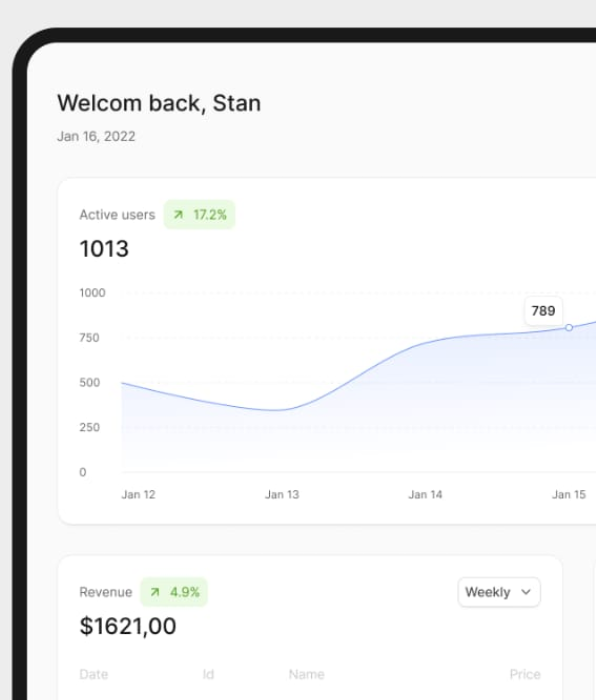 Welcom back, Stan
Jan 16, 2022
Active users 17.2%
1013
1000
789
750
500
250
0
Jan 12 Jan 13 Jan 14 Jan 15
Revenue 4.9% Weekly
$1621,00
Date Id Name Price